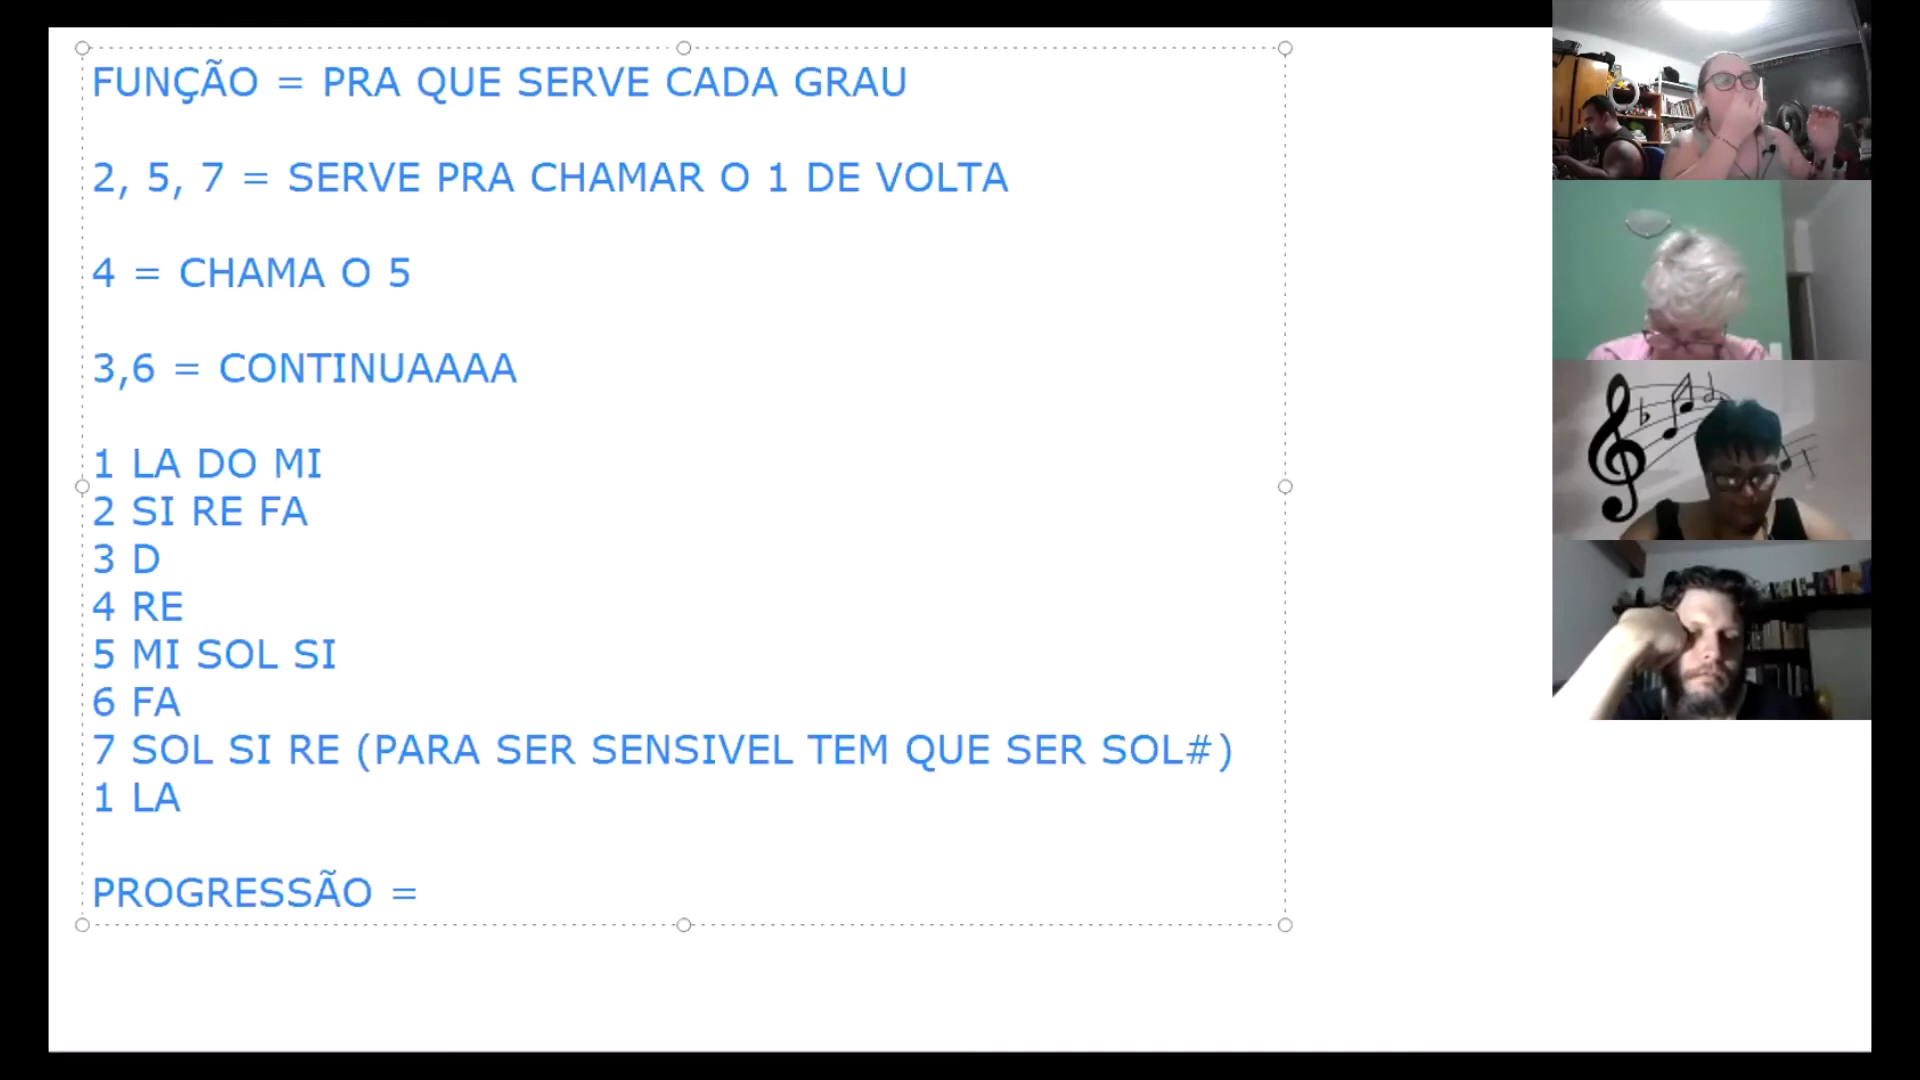 FUNÇÃO = PRA QUE SERVE CADA GRAU
2, 5, 7 = SERVE PRA CHAMAR O 1 DE VOLTA
4 = CHAMA O 5
3,6 = CONTINUAAAA
1 LA DO MI
2 SI RE FA
3 D
4 RE
5 MI SOL SI
6 FA
7 SOL SI RE (PARA SER SENSIVEL TEM QUE SER SOL#)
1 LA
PROGRESSÃO =